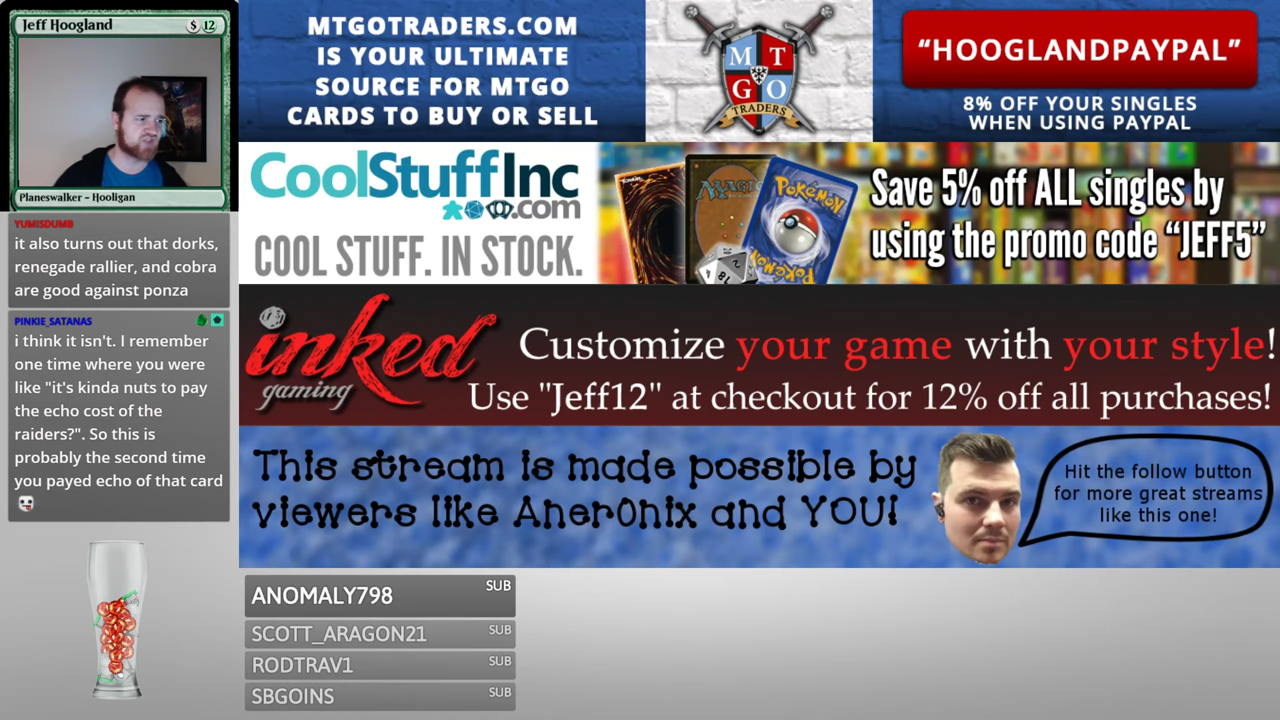 Jeff Hoogland
$ 12
Planeswalker - Hooligan
YUMISDUMB
it also turns out that dorks,
renegade rallier, and cobra
are good against ponza
PINKIE_SATANAS
i think it isn't. I remember
one time where you were
like "it's kinda nuts to pay
the echo cost of the
raiders?". So this is
probably the second time
you payed echo of that card
MTGOTRADERS.COM
IS YOUR ULTIMATE
SOURCE FOR MTGO
CARDS TO BUY OR SELL
M T
G O
TRADERS
“HOOGLANDPAYPAL”
8% OFF YOUR SINGLES
WHEN USING PAYPAL
CoolStuffInc
.com
COOL STUFF. IN STOCK.
MAGIC
POKéMON
POKéMON
18
Save 5% off ALL singles by
using the promo code “JEFF5”
inked
gaming
Customize your game with your style!
Use "Jeff12" at checkout for 12% off all purchases!
This stream is made possible by
viewers like Aner0hix and YOU!
Hit the follow button
for more great streams
like this one!
ANOMALY798 SUB
SCOTT_ARAGON21 SUB
RODTRAV1 SUB
SBGOINS SUB